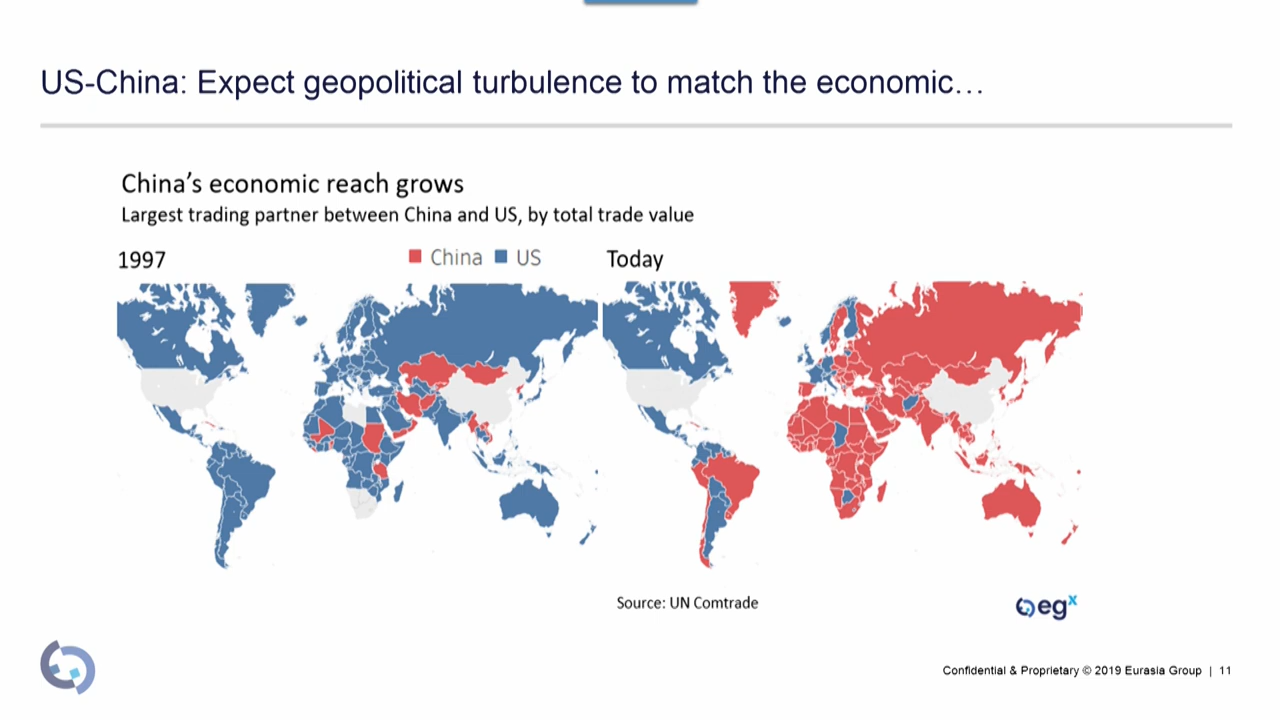 US-China: Expect geopolitical turbulence to match the economic…
China's economic reach grows
Largest trading partner between China and US, by total trade value
1997
China US
Today
Source: UN Comtrade
egx
Confidential & Proprietary © 2019 Eurasia Group | 11